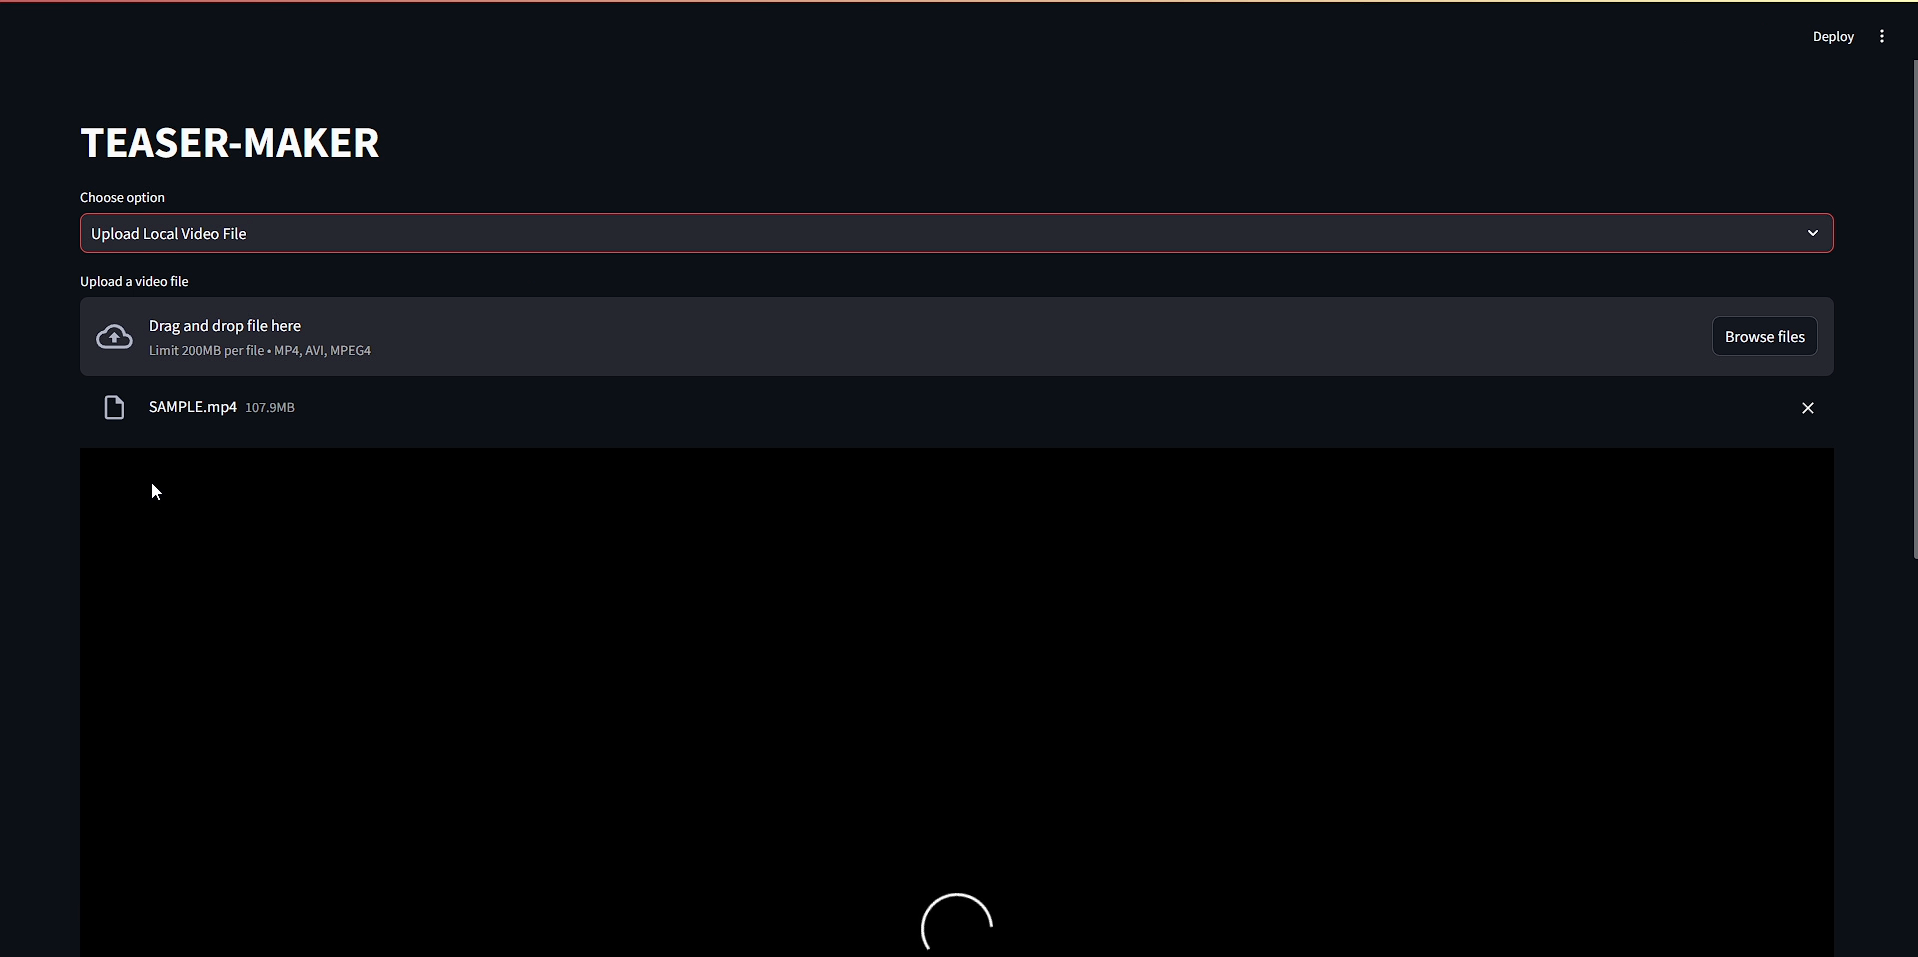 Deploy
TEASER-MAKER
Choose option
Upload Local Video File
Upload a video file
Drag and drop file here
Limit 200MB per file • MP4, AVI, MPEG4
Browse files
SAMPLE.mp4 107.9MB